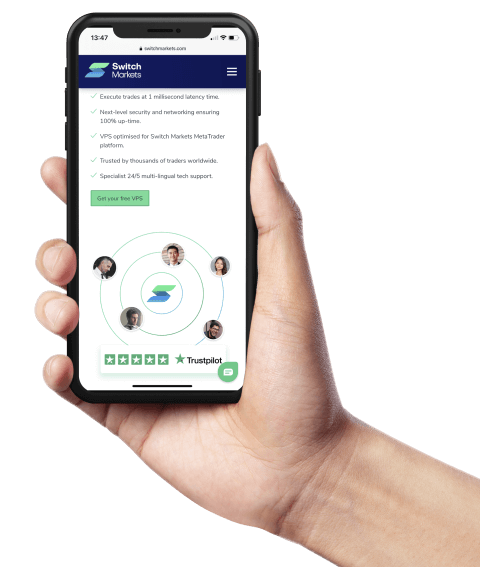 13:47
switchmarkets.com
Switch
Markets
Execute trades at 1 millisecond latency time.
Next-level security and networking ensuring
100% up-time.
VPS optimised for Switch Markets MetaTrader
platform.
Trusted by thousands of traders worldwide.
Specialist 24/5 multi-lingual tech support.
Get your free VPS
Trustpilot